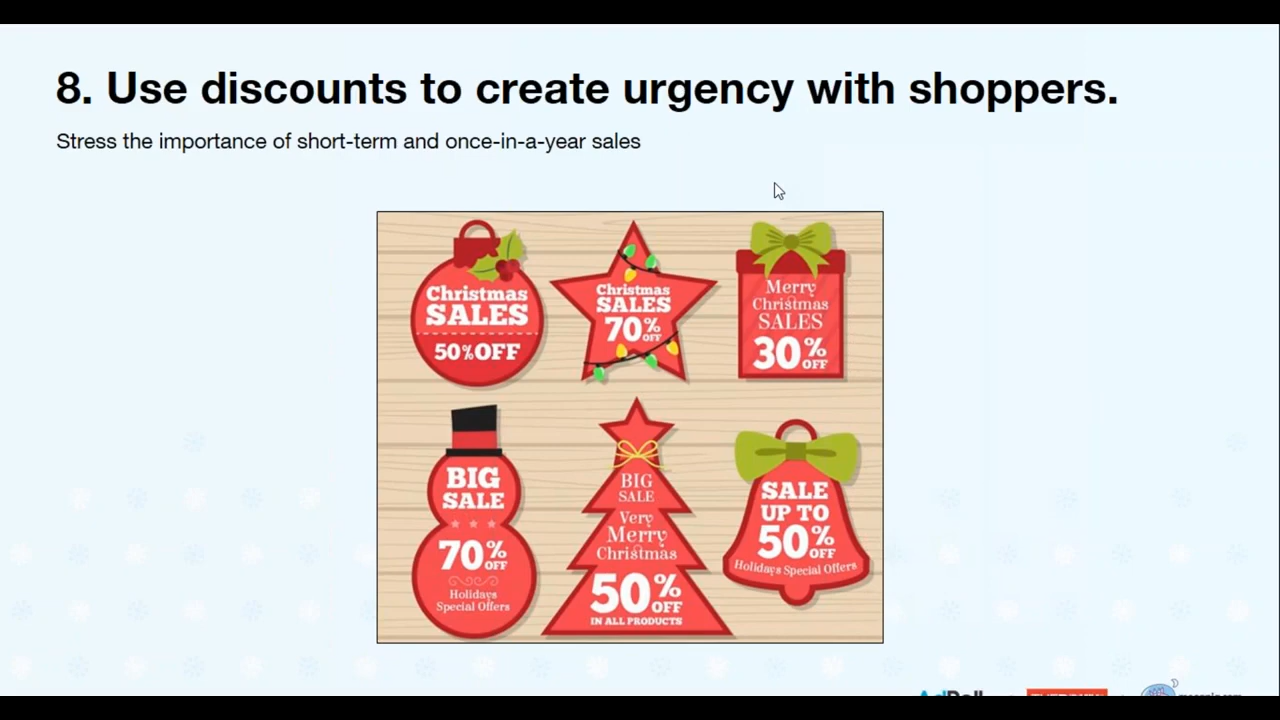 8. Use discounts to create urgency with shoppers.
Stress the importance of short-term and once-in-a-year sales
Christmas
SALES
50%OFF
Christmas
SALES
70% OFF
Merry
Christmas
SALES
30% OFF
BIG
SALE
70% OFF
Holidays
Special Offers
BIG
SALE
Very
Merry
Christmas
50% OFF
IN ALL PRODUCTS
SALE
UP TO
50% OFF
Holidays Special Offers
AdRoll